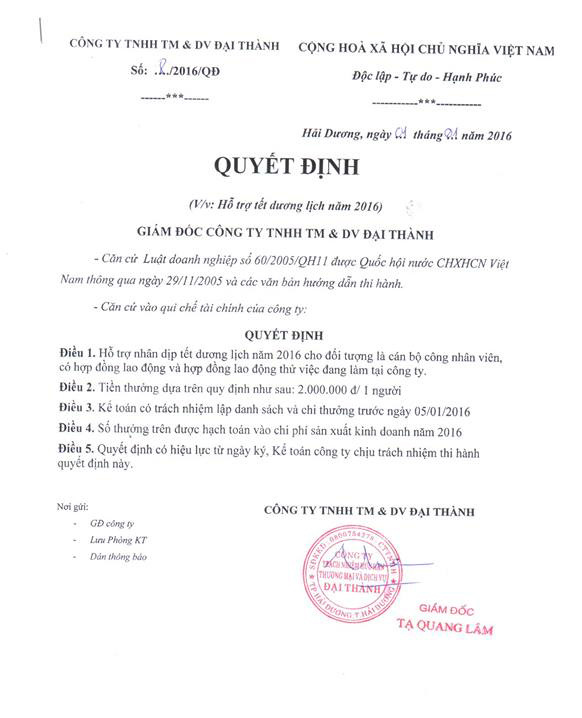 CÔNG TY TNHH TM & DV ĐẠI THÀNH
Số: .8./2016/QĐ
------***------
CỘNG HOÀ XÃ HỘI CHỦ NGHĨA VIỆT NAM
Độc lập - Tự do - Hạnh Phúc
-----------***-----------
Hải Dương, ngày 01 tháng 01 năm 2016
QUYẾT ĐỊNH
(V/v: Hỗ trợ tết dương lịch năm 2016)
GIÁM ĐỐC CÔNG TY TNHH TM & DV ĐẠI THÀNH
- Căn cứ Luật doanh nghiệp số 60/2005/QH11 được Quốc hội nước CHXHCN Việt
Nam thông qua ngày 29/11/2005 và các văn bản hướng dẫn thi hành.
- Căn cứ vào qui chế tài chính của công ty:
QUYẾT ĐỊNH
Điều 1. Hỗ trợ nhân dịp tết dương lịch năm 2016 cho đối tượng là cán bộ công nhân viên,
có hợp đồng lao động và hợp đồng lao động thử việc đang làm tại công ty.
Điều 2. Tiền thưởng dựa trên quy định như sau: 2.000.000 đ/ 1 người
Điều 3. Kế toán có trách nhiệm lập danh sách và chi thưởng trước ngày 05/01/2016
Điều 4. Số thưởng trên được hạch toán vào chi phí sản xuất kinh doanh năm 2016
Điều 5. Quyết định có hiệu lực từ ngày ký, Kế toán công ty chịu trách nhiệm thi hành
quyết định này.
Nơi gửi:
- GĐ công ty
- Lưu Phòng KT
- Dán thông báo
CÔNG TY TNHH TM & DV ĐẠI THÀNH
CÔNG TY
TRÁCH NHIỆM HỮU HẠN
THƯƠNG MẠI VÀ DỊCH VỤ
ĐẠI THÀNH
TP HẢI DƯƠNG T. HẢI DƯƠNG
GIÁM ĐỐC
TẠ QUANG LÂM